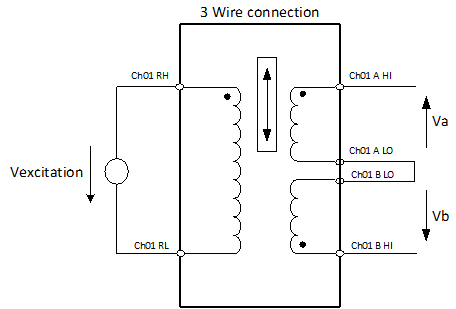 3 Wire connection
Ch01 RH
Ch01 A HI
Va
Ch01 A LO
Vexcitation
Ch01 B LO
Vb
Ch01 RL
Ch01 B HI